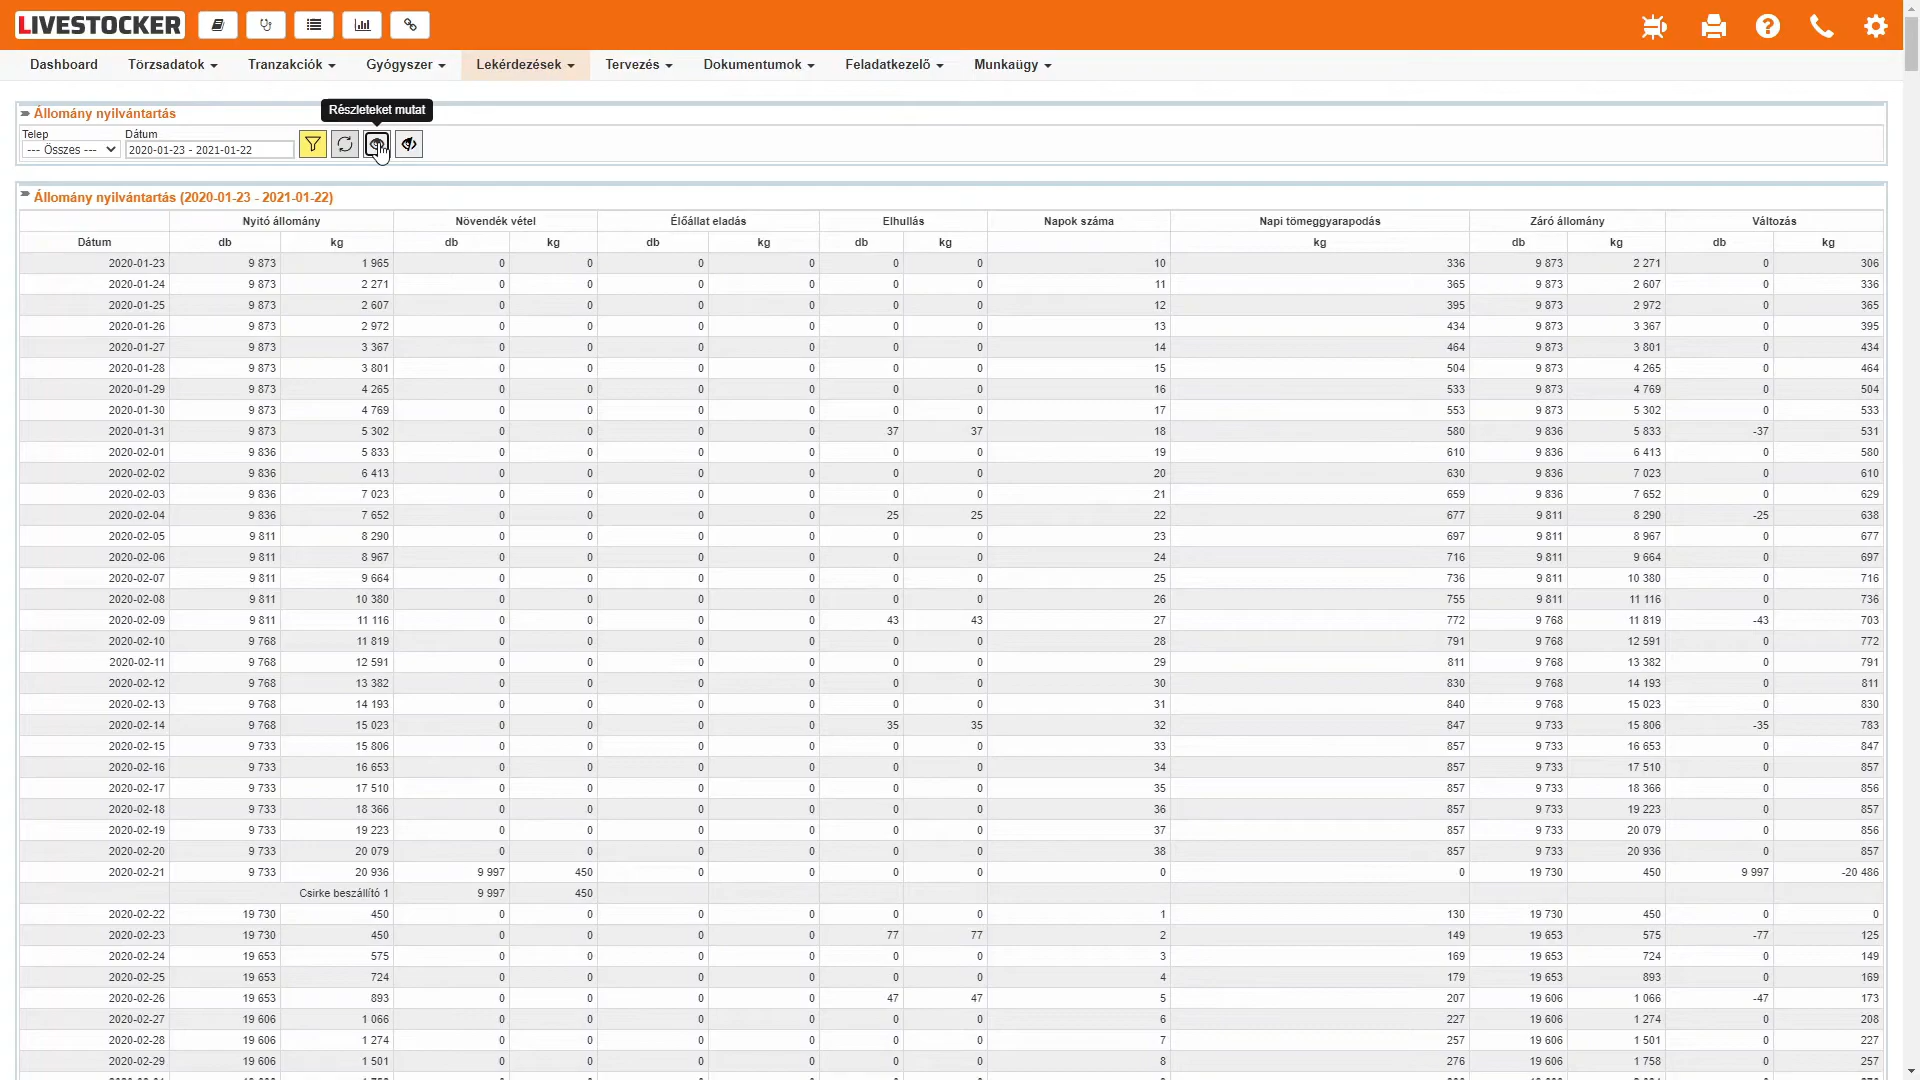 LIVESTOCKER
Dashboard Törzsadatok Tranzakciók Gyógyszer Lekérdezések Tervezés Dokumentumok Feladatkezelő Munkaügy
Részleteket mutat
Állomány nyilvántartás
Telep Dátum
--- Összes --- 2020-01-23 - 2021-01-22
Állomány nyilvántartás (2020-01-23 - 2021-01-22)
Nyitó állomány Növendék vétel Élőállat eladás Elhullás Napok száma Napi tömeggyarapodás Záró állomány Változás
Dátum db kg db kg db kg db kg kg db kg db kg
2020-01-23 9 873 1 965 0 0 0 0 0 0 10 336 9 873 2 271 0 306
2020-01-24 9 873 2 271 0 0 0 0 0 0 11 365 9 873 2 607 0 336
2020-01-25 9 873 2 607 0 0 0 0 0 0 12 395 9 873 2 972 0 365
2020-01-26 9 873 2 972 0 0 0 0 0 0 13 434 9 873 3 367 0 395
2020-01-27 9 873 3 367 0 0 0 0 0 0 14 464 9 873 3 801 0 434
2020-01-28 9 873 3 801 0 0 0 0 0 0 15 504 9 873 4 265 0 464
2020-01-29 9 873 4 265 0 0 0 0 0 0 16 533 9 873 4 769 0 504
2020-01-30 9 873 4 769 0 0 0 0 0 0 17 553 9 873 5 302 0 533
2020-01-31 9 873 5 302 0 0 0 0 37 37 18 580 9 836 5 833 -37 531
2020-02-01 9 836 5 833 0 0 0 0 0 0 19 610 9 836 6 413 0 580
2020-02-02 9 836 6 413 0 0 0 0 0 0 20 630 9 836 7 023 0 610
2020-02-03 9 836 7 023 0 0 0 0 0 0 21 659 9 836 7 652 0 629
2020-02-04 9 836 7 652 0 0 0 0 25 25 22 677 9 811 8 290 -25 638
2020-02-05 9 811 8 290 0 0 0 0 0 0 23 697 9 811 8 967 0 677
2020-02-06 9 811 8 967 0 0 0 0 0 0 24 716 9 811 9 664 0 697
2020-02-07 9 811 9 664 0 0 0 0 0 0 25 736 9 811 10 380 0 716
2020-02-08 9 811 10 380 0 0 0 0 0 0 26 755 9 811 11 116 0 736
2020-02-09 9 811 11 116 0 0 0 0 43 43 27 772 9 768 11 819 -43 703
2020-02-10 9 768 11 819 0 0 0 0 0 0 28 791 9 768 12 591 0 772
2020-02-11 9 768 12 591 0 0 0 0 0 0 29 811 9 768 13 382 0 791
2020-02-12 9 768 13 382 0 0 0 0 0 0 30 830 9 768 14 193 0 811
2020-02-13 9 768 14 193 0 0 0 0 0 0 31 840 9 768 15 023 0 830
2020-02-14 9 768 15 023 0 0 0 0 35 35 32 847 9 733 15 806 -35 783
2020-02-15 9 733 15 806 0 0 0 0 0 0 33 857 9 733 16 653 0 847
2020-02-16 9 733 16 653 0 0 0 0 0 0 34 857 9 733 17 510 0 857
2020-02-17 9 733 17 510 0 0 0 0 0 0 35 857 9 733 18 366 0 856
2020-02-18 9 733 18 366 0 0 0 0 0 0 36 857 9 733 19 223 0 857
2020-02-19 9 733 19 223 0 0 0 0 0 0 37 857 9 733 20 079 0 856
2020-02-20 9 733 20 079 0 0 0 0 0 0 38 857 9 733 20 936 0 857
2020-02-21 9 733 20 936 9 997 450 0 0 0 0 0 0 19 730 450 9 997 -20 486
Csirke beszállító 1 9 997 450
2020-02-22 19 730 450 0 0 0 0 0 0 1 130 19 730 450 0 0
2020-02-23 19 730 450 0 0 0 0 77 77 2 149 19 653 575 -77 125
2020-02-24 19 653 575 0 0 0 0 0 0 3 169 19 653 724 0 149
2020-02-25 19 653 724 0 0 0 0 0 0 4 179 19 653 893 0 169
2020-02-26 19 653 893 0 0 0 0 47 47 5 207 19 606 1 066 -47 173
2020-02-27 19 606 1 066 0 0 0 0 0 0 6 227 19 606 1 274 0 208
2020-02-28 19 606 1 274 0 0 0 0 0 0 7 257 19 606 1 501 0 227
2020-02-29 19 606 1 501 0 0 0 0 0 0 8 276 19 606 1 758 0 257